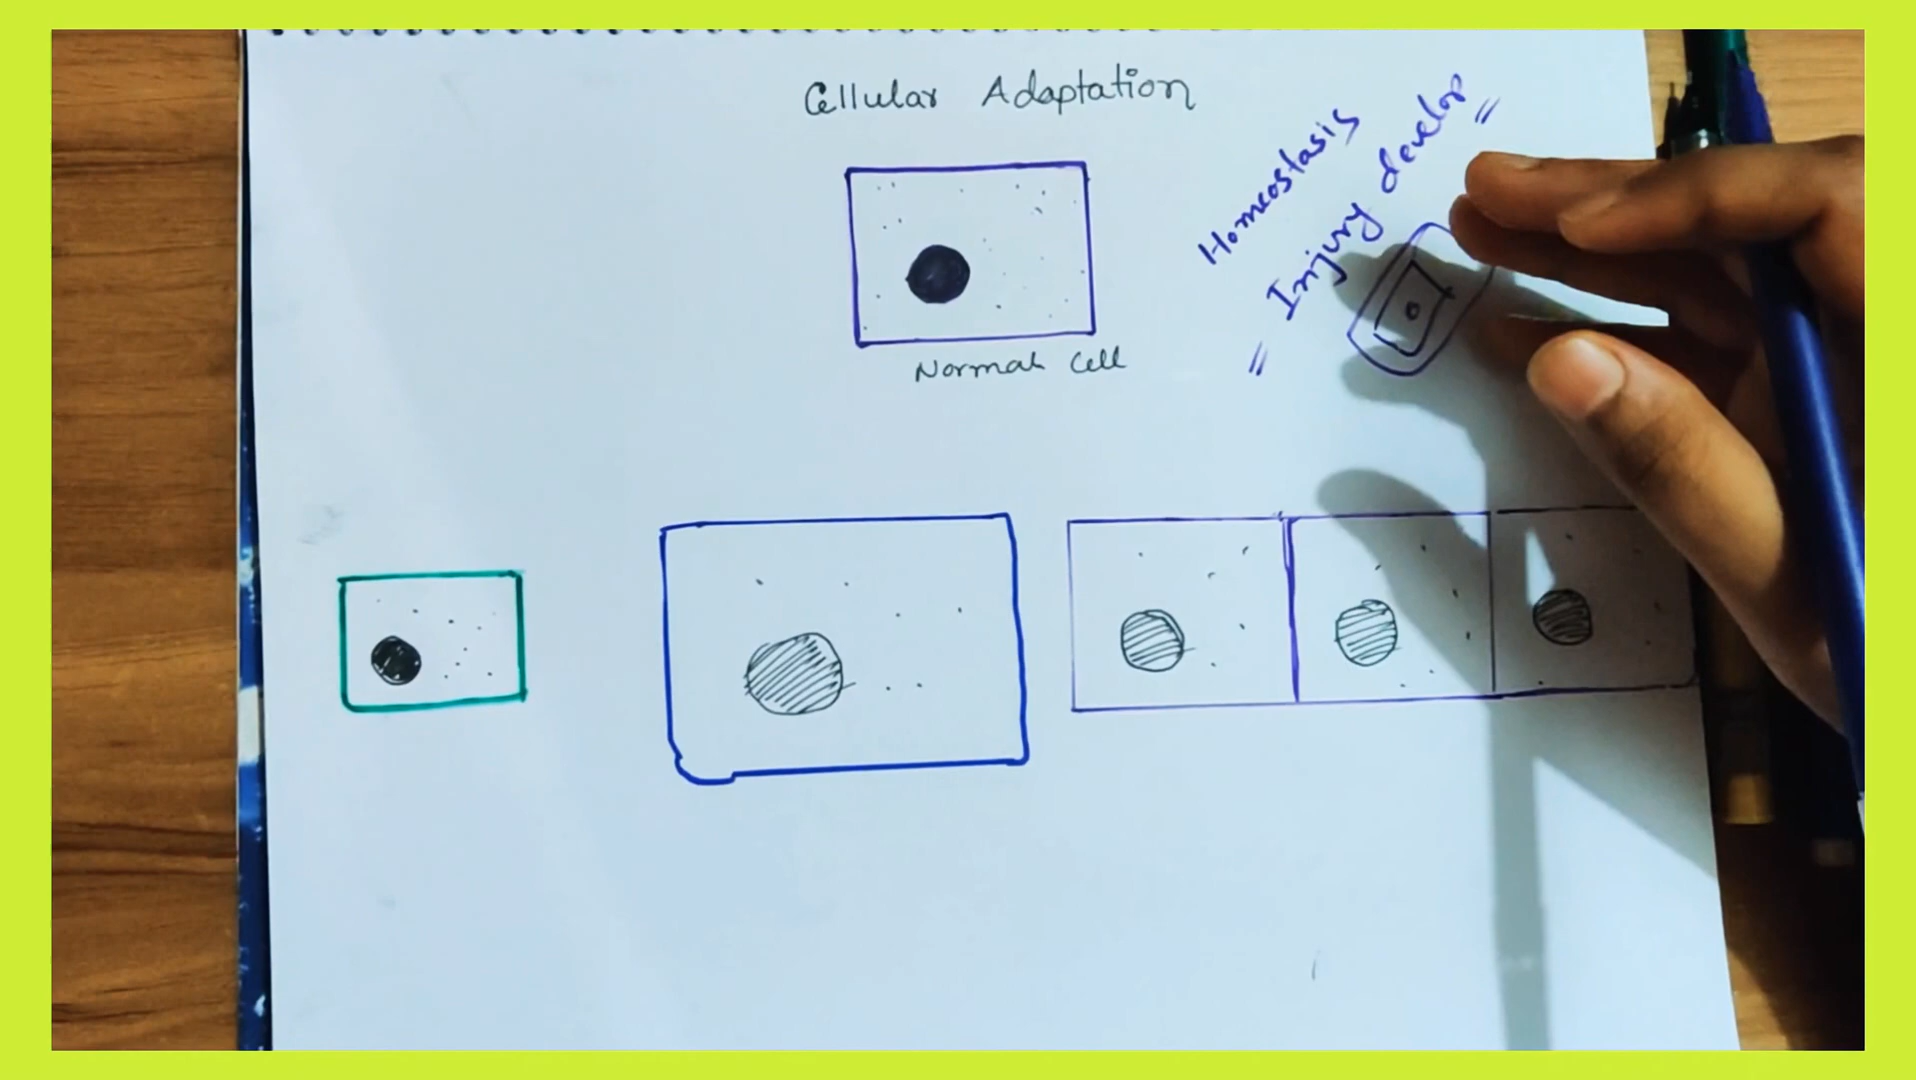 Cellular Adaptation
Homeostasis
Injury develop
Normal Cell